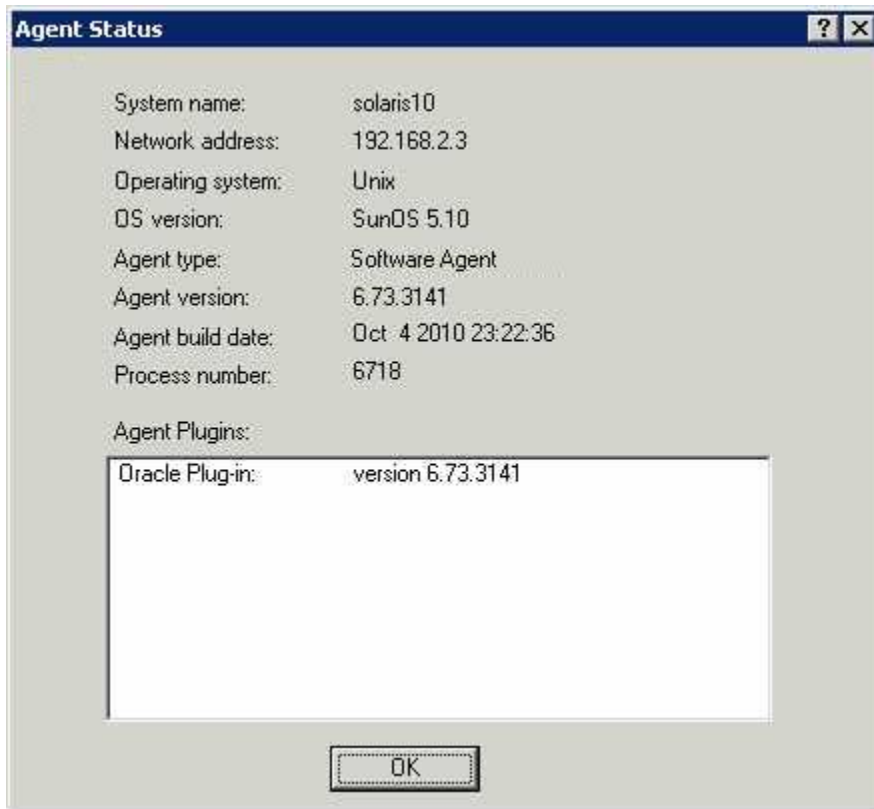 Agent Status
System name: solaris10
Network address: 192.168.2.3
Operating system: Unix
OS version: SunOS 5.10
Agent type: Software Agent
Agent version: 6.73.3141
Agent build date: Oct  4 2010 23:22:36
Process number: 6718
Agent Plugins:
Oracle Plug-in: version 6.73.3141
OK